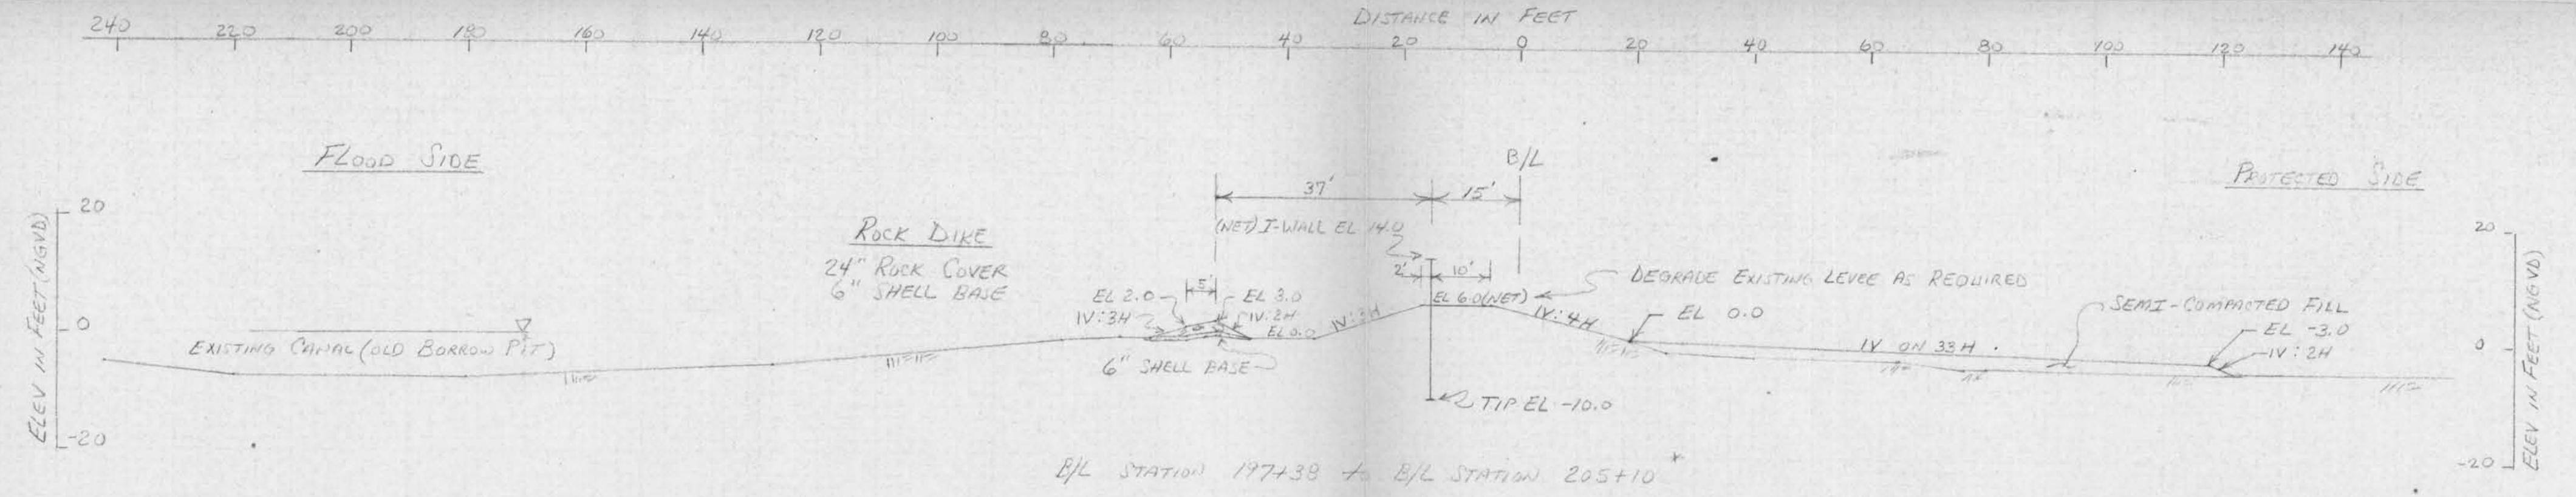 DISTANCE IN FEET
240 220 200 180 160 140 120 100 80 60 40 20 0 20 40 60 80 100 120 140
FLOOD SIDE
B/L
PROTECTED SIDE
37'
15'
20
ELEV IN FEET (NGVD)
0
-20
ROCK DIKE
24" ROCK COVER
6" SHELL BASE
(NET) I-WALL EL 14.0
2'
10'
5'
EL 2.0
EL 3.0
1V:3H
1V:2H
EL 0.0
6" SHELL BASE
1V:3H
EL 6.0 (NET)
DEGRADE EXISTING LEVEE AS REQUIRED
1V:4H
EL 0.0
SEMI-COMPACTED FILL
EL -3.0
1V:2H
1V ON 33H
EXISTING CANAL (OLD BORROW PIT)
TIP EL -10.0
20
0
-20
ELEV IN FEET (NGVD)
B/L STATION 197+38 to B/L STATION 205+10 *